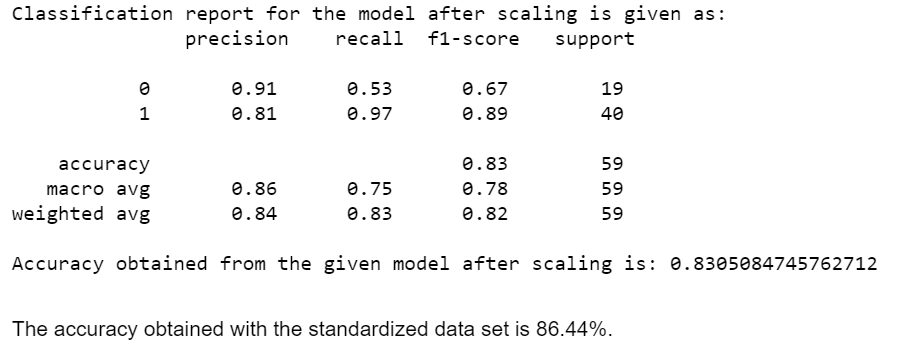 Classification report for the model after scaling is given as:
precision recall f1-score support
0 0.91 0.53 0.67 19
1 0.81 0.97 0.89 40
accuracy 0.83 59
macro avg 0.86 0.75 0.78 59
weighted avg 0.84 0.83 0.82 59
Accuracy obtained from the given model after scaling is: 0.8305084745762712
The accuracy obtained with the standardized data set is 86.44%.